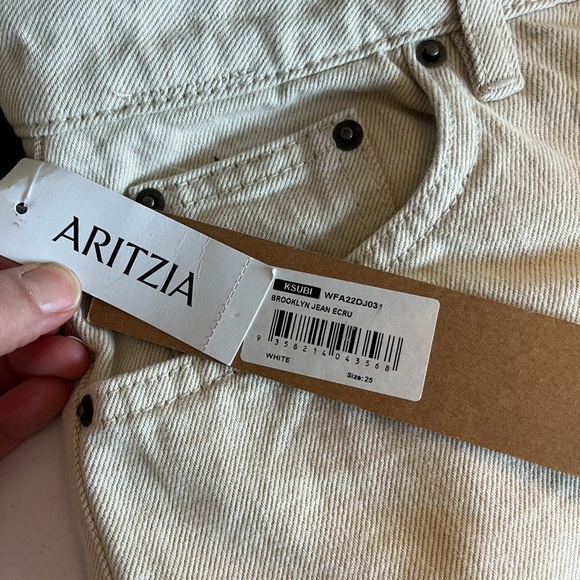 ARITZIA
KSUBI WFA22DJ031
BROOKLYN JEAN ECRU
9 358214 043568
WHITE
Size: 25